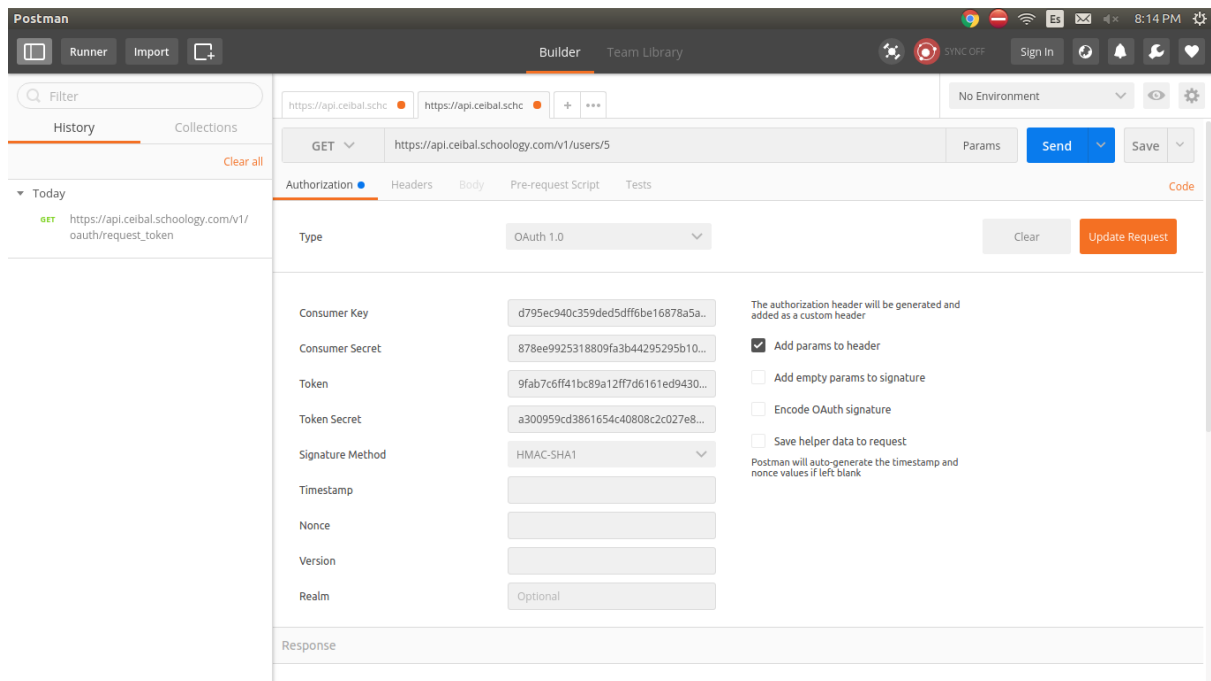 Postman
Es
8:14 PM
Runner
Import
Builder
Team Library
SYNC OFF
Sign In
Filter
History
Collections
Clear all
Today
GET
https://api.ceibal.schoology.com/v1/
oauth/request_token
https://api.ceibal.schc
https://api.ceibal.schc
+
•••
No Environment
GET
https://api.ceibal.schoology.com/v1/users/5
Params
Send
Save
Authorization
Headers
Body
Pre-request Script
Tests
Code
Type
OAuth 1.0
Clear
Update Request
Consumer Key
d795ec940c359ded5dff6be16878a5a..
Consumer Secret
878ee9925318809fa3b44295295b10...
Token
9fab7c6ff41bc89a12ff7d6161ed9430...
Token Secret
a300959cd3861654c40808c2c027e8...
Signature Method
HMAC-SHA1
Timestamp
Nonce
Version
Realm
Optional
The authorization header will be generated and
added as a custom header
Add params to header
Add empty params to signature
Encode OAuth signature
Save helper data to request
Postman will auto-generate the timestamp and
nonce values if left blank
Response